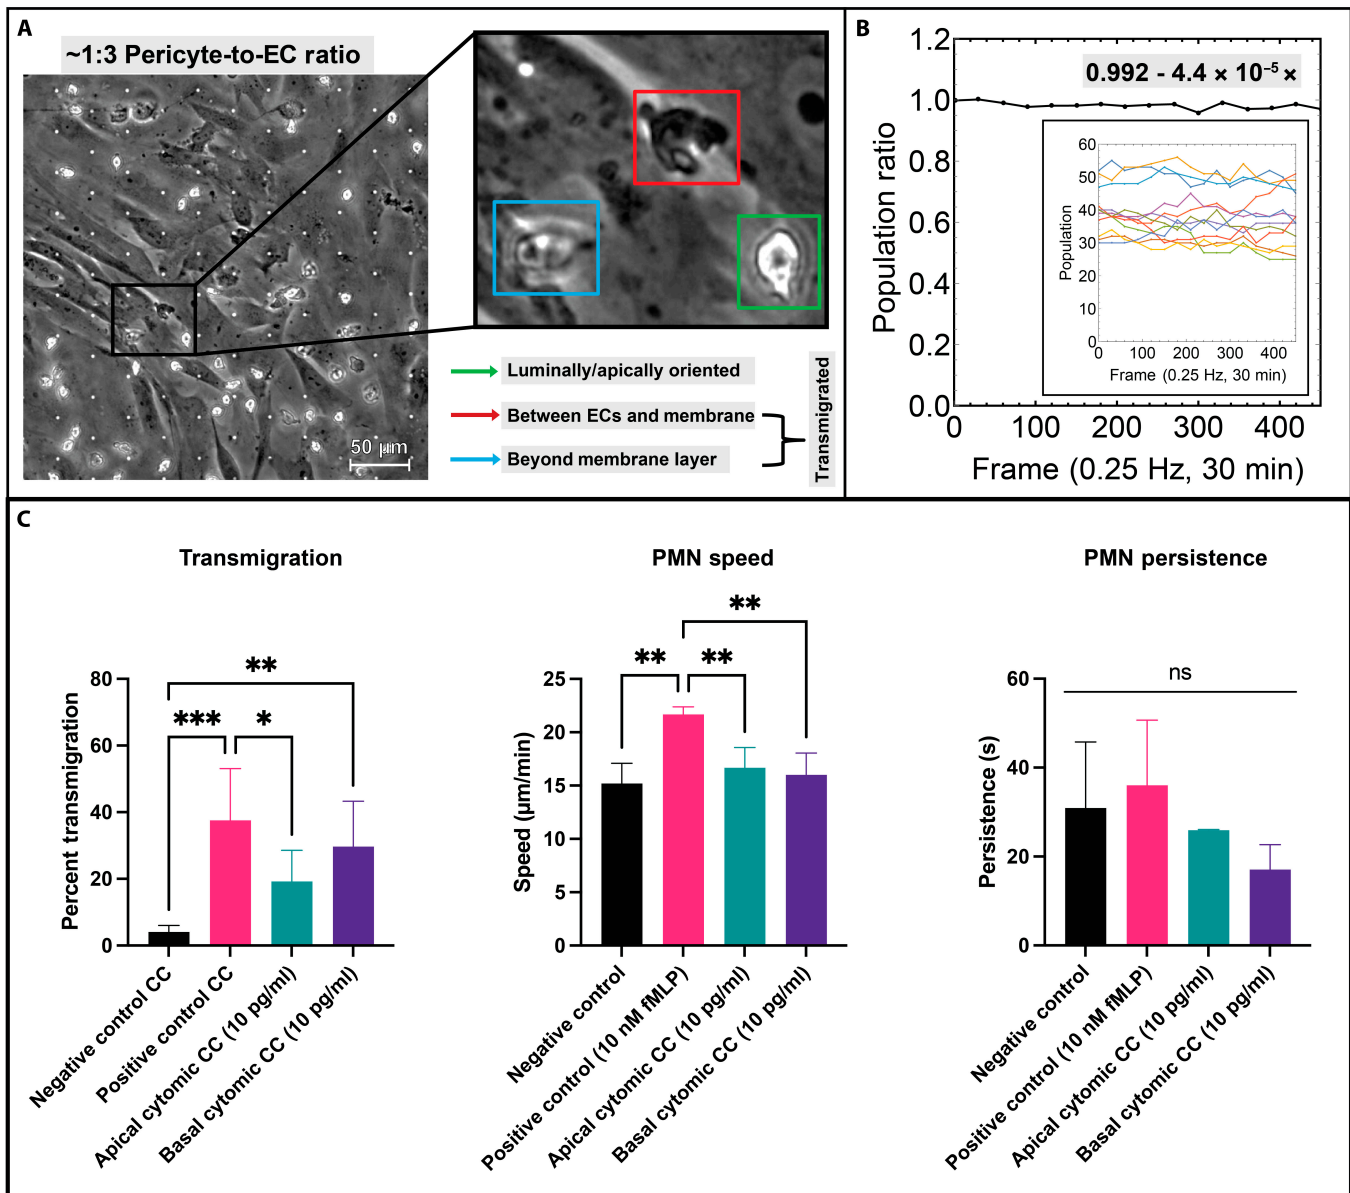 A
~1:3 Pericyte-to-EC ratio
50 µm
Luminally/apically oriented
Between ECs and membrane
Beyond membrane layer
Transmigrated
B
0.992 - 4.4 × 10⁻⁵ ×
Population ratio
1.2
1.0
0.8
0.6
0.4
0.2
0.0
0 100 200 300 400
Frame (0.25 Hz, 30 min)
Population
60
50
40
30
20
10
0
0 100 200 300 400
Frame (0.25 Hz, 30 min)
C
Transmigration
Percent transmigration
80
60
40
20
0
**
*** *
Negative control CC
Positive control CC
Apical cytomic CC (10 pg/ml)
Basal cytomic CC (10 pg/ml)
PMN speed
Speed (µm/min)
25
20
15
10
5
0
**
** **
Negative control
Positive control (10 nM fMLP)
Apical cytomic CC (10 pg/ml)
Basal cytomic CC (10 pg/ml)
PMN persistence
Persistence (s)
60
40
20
0
ns
Negative control
Positive control (10 nM fMLP)
Apical cytomic CC (10 pg/ml)
Basal cytomic CC (10 pg/ml)